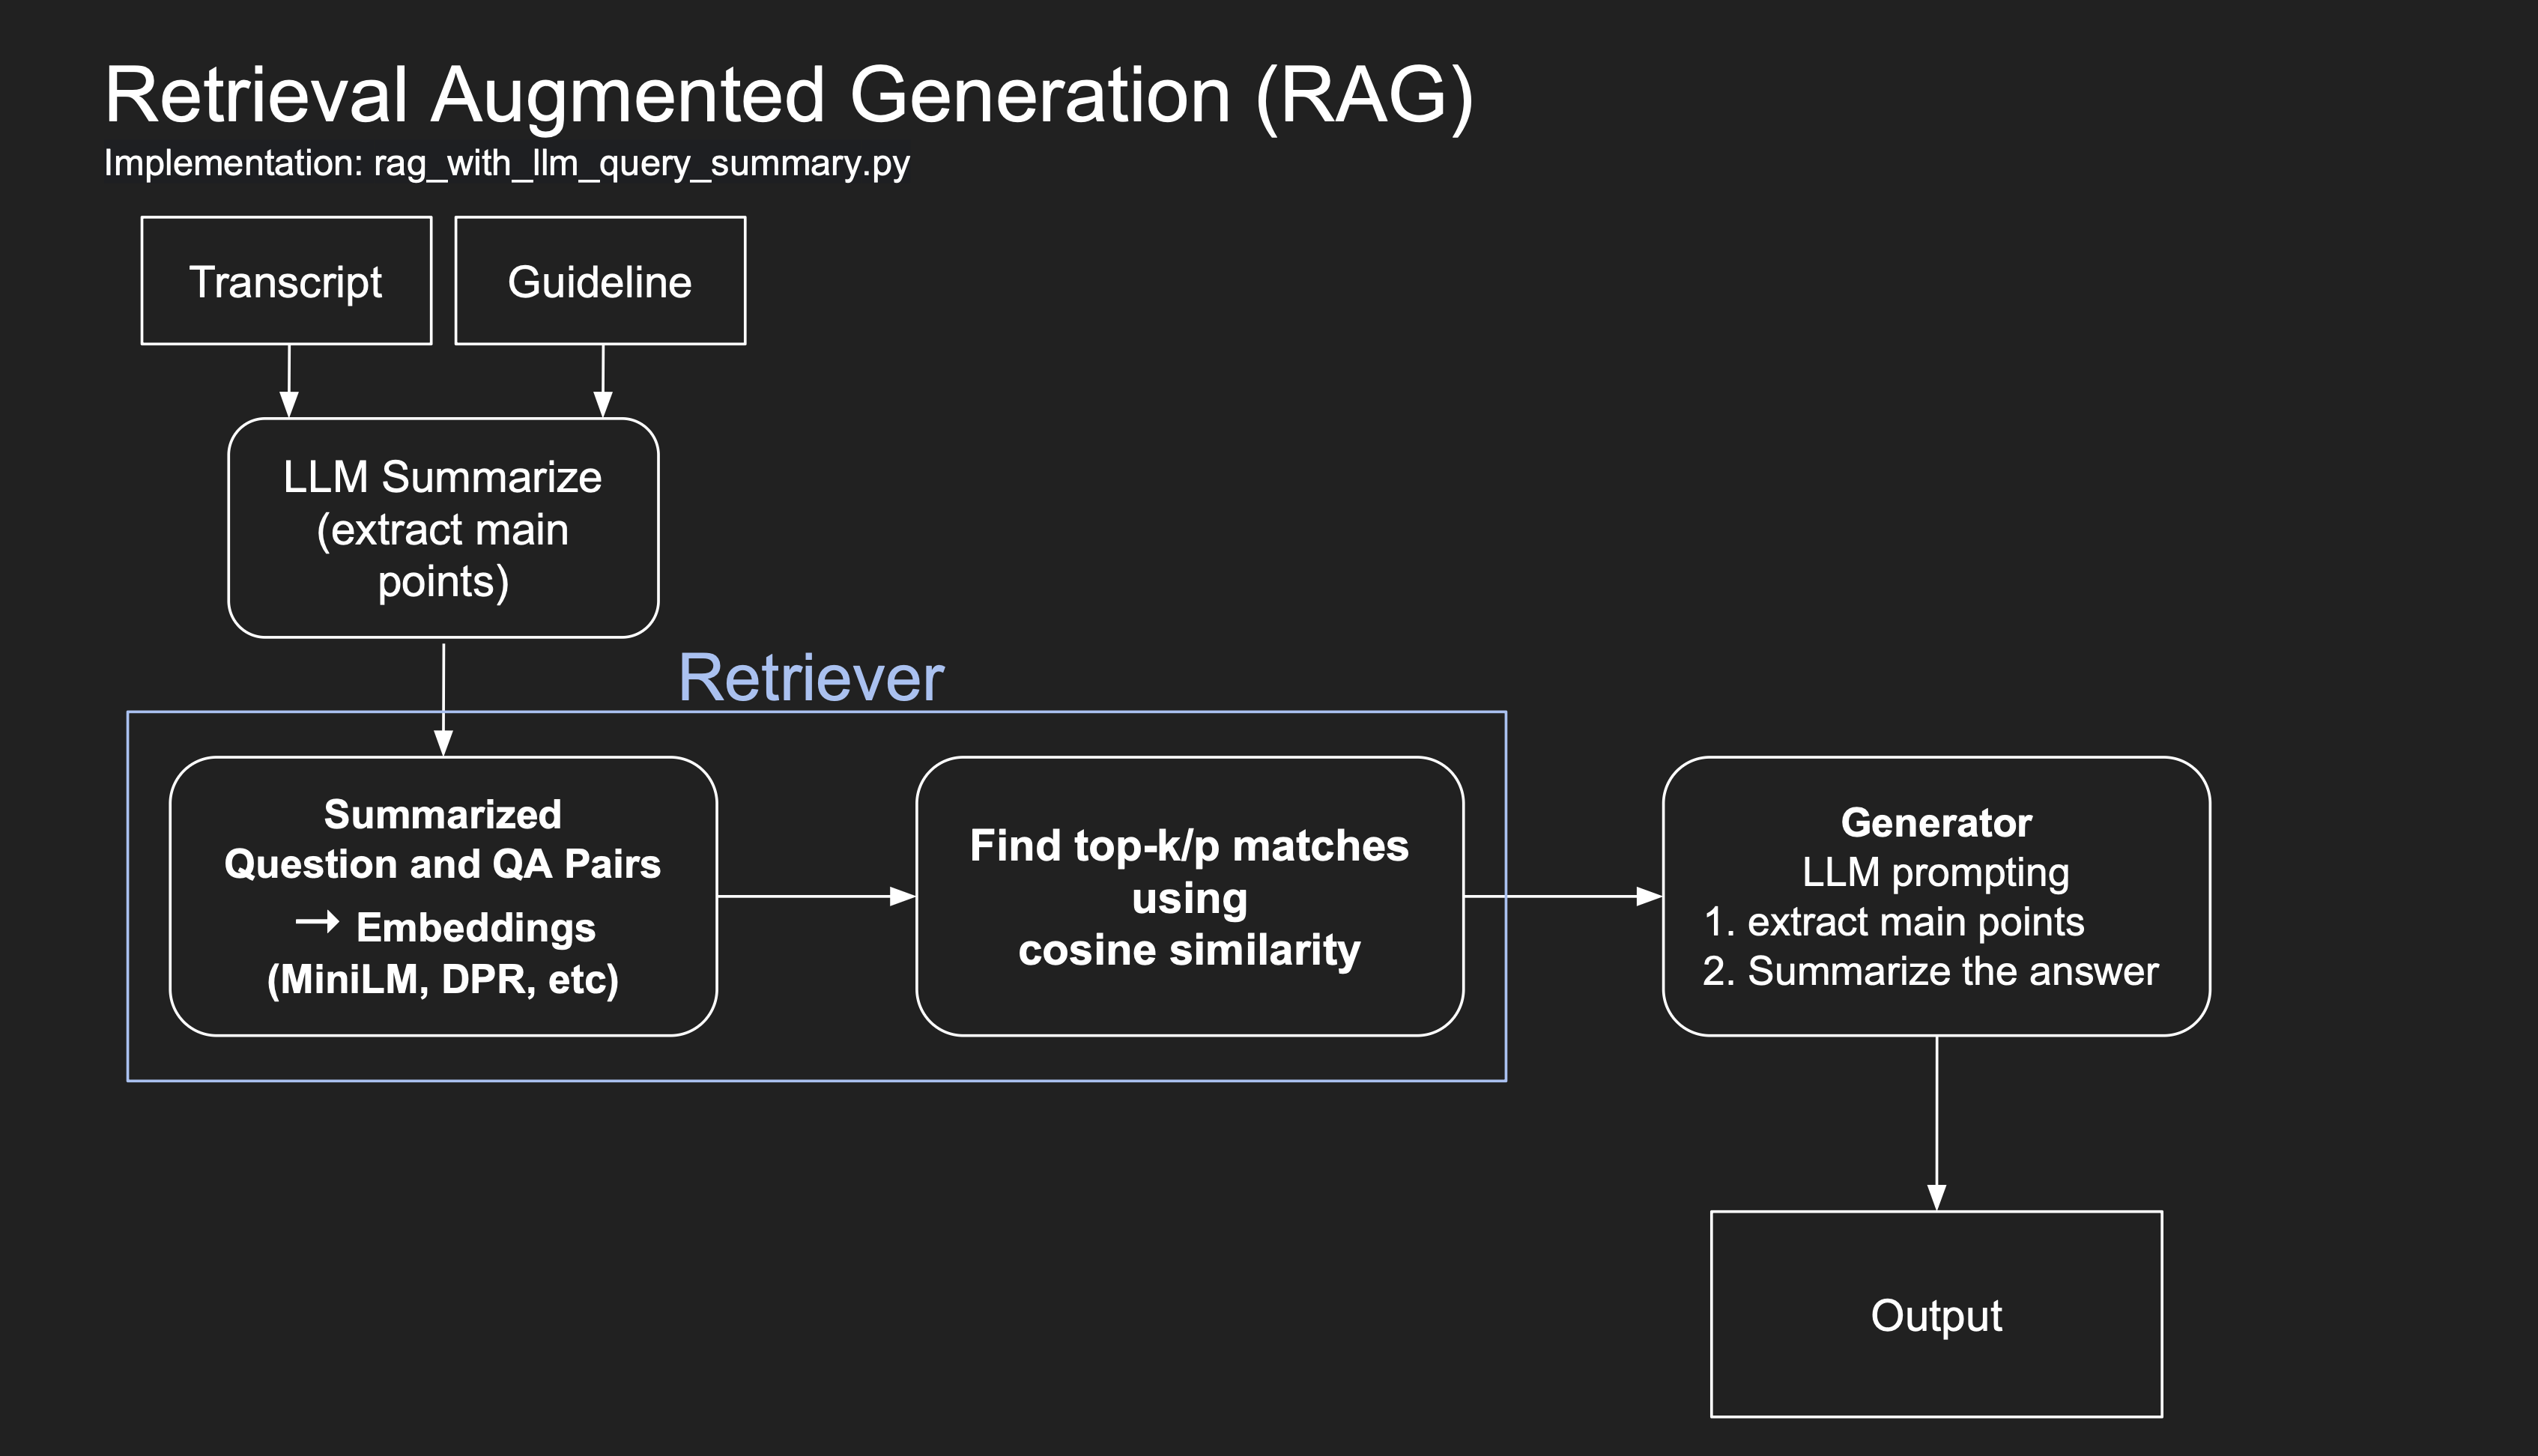 Retrieval Augmented Generation (RAG)
Implementation: rag_with_llm_query_summary.py
Transcript
Guideline
LLM Summarize
(extract main
points)
Retriever
Summarized
Question and QA Pairs
→ Embeddings
(MiniLM, DPR, etc)
Find top-k/p matches
using
cosine similarity
Generator
LLM prompting
1. extract main points
2. Summarize the answer
Output